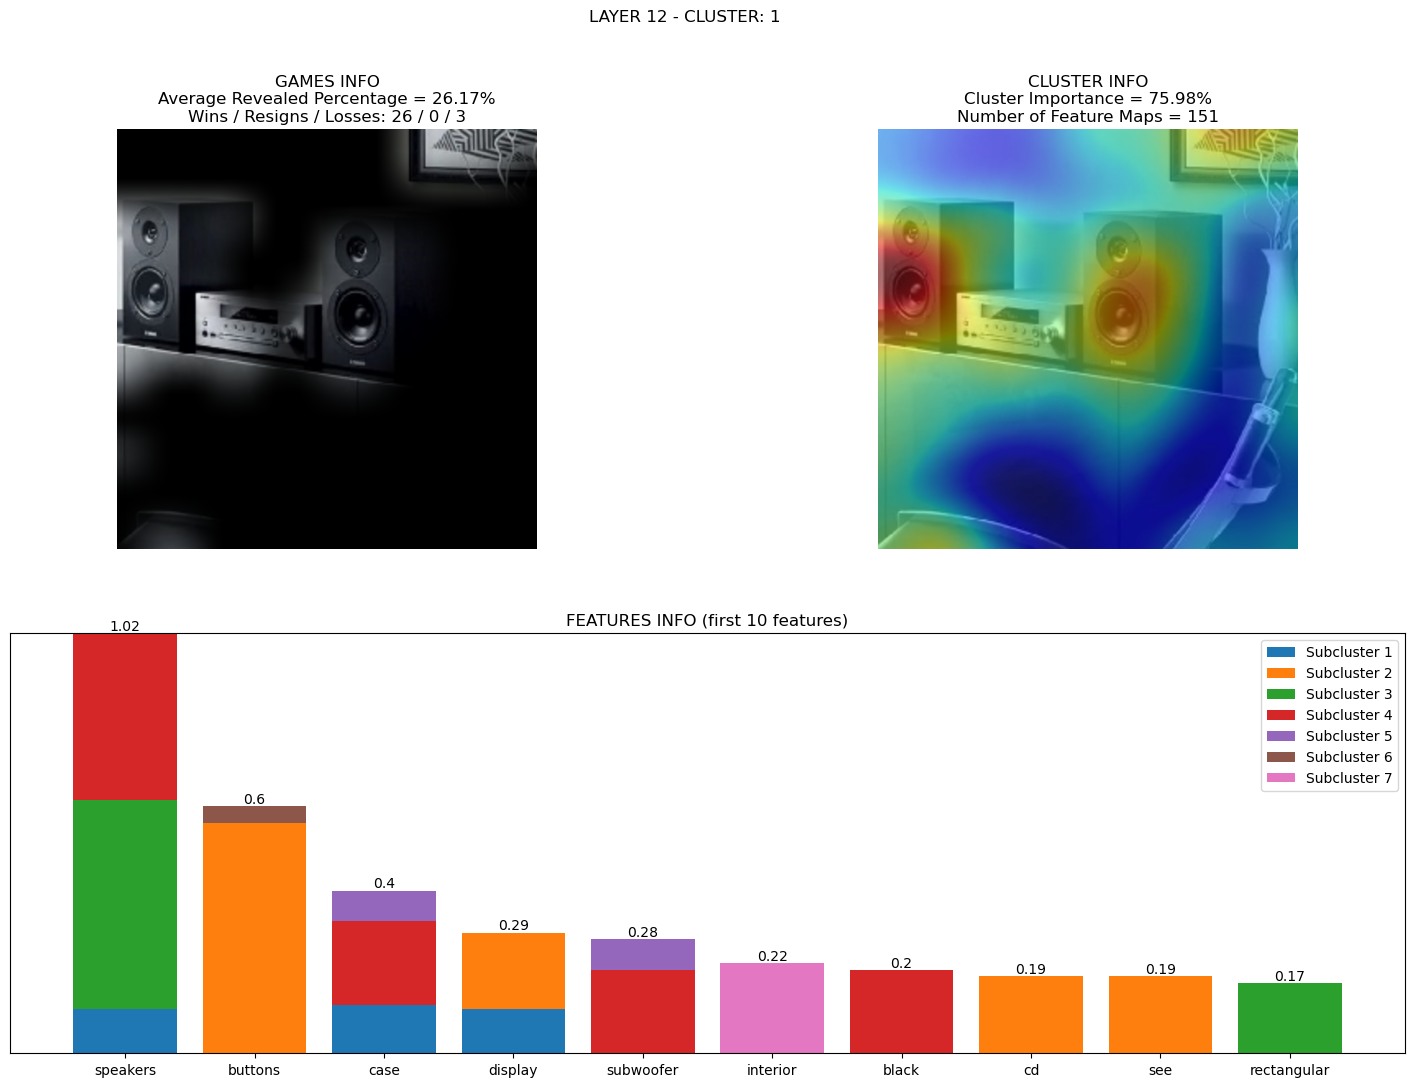 LAYER 12 - CLUSTER: 1
GAMES INFO
Average Revealed Percentage = 26.17%
Wins / Resigns / Losses: 26 / 0 / 3
CLUSTER INFO
Cluster Importance = 75.98%
Number of Feature Maps = 151
FEATURES INFO (first 10 features)
1.02
0.6
0.4
0.29
0.28
0.22
0.2
0.19
0.19
0.17
Subcluster 1
Subcluster 2
Subcluster 3
Subcluster 4
Subcluster 5
Subcluster 6
Subcluster 7
speakers
buttons
case
display
subwoofer
interior
black
cd
see
rectangular